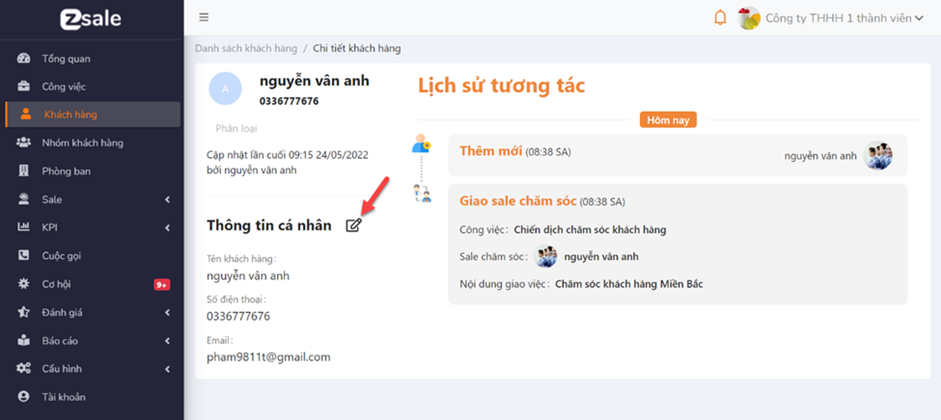 Zsale
Công ty THHH 1 thành viên
Tổng quan
Công việc
Khách hàng
Nhóm khách hàng
Phòng ban
Sale
KPI
Cuộc gọi
Cơ hội 9+
Đánh giá
Báo cáo
Cấu hình
Tài khoản
Danh sách khách hàng / Chi tiết khách hàng
A
nguyễn vân anh
0336777676
Phân loại
Cập nhật lần cuối 09:15 24/05/2022
bởi nguyễn vân anh
Thông tin cá nhân
Tên khách hàng:
nguyễn vân anh
Số điện thoại:
0336777676
Email:
pham9811t@gmail.com
Lịch sử tương tác
Hôm nay
Thêm mới (08:38 SA) nguyễn vân anh
Giao sale chăm sóc (08:38 SA)
Công việc: Chiến dịch chăm sóc khách hàng
Sale chăm sóc: nguyễn vân anh
Nội dung giao việc: Chăm sóc khách hàng Miền Bắc